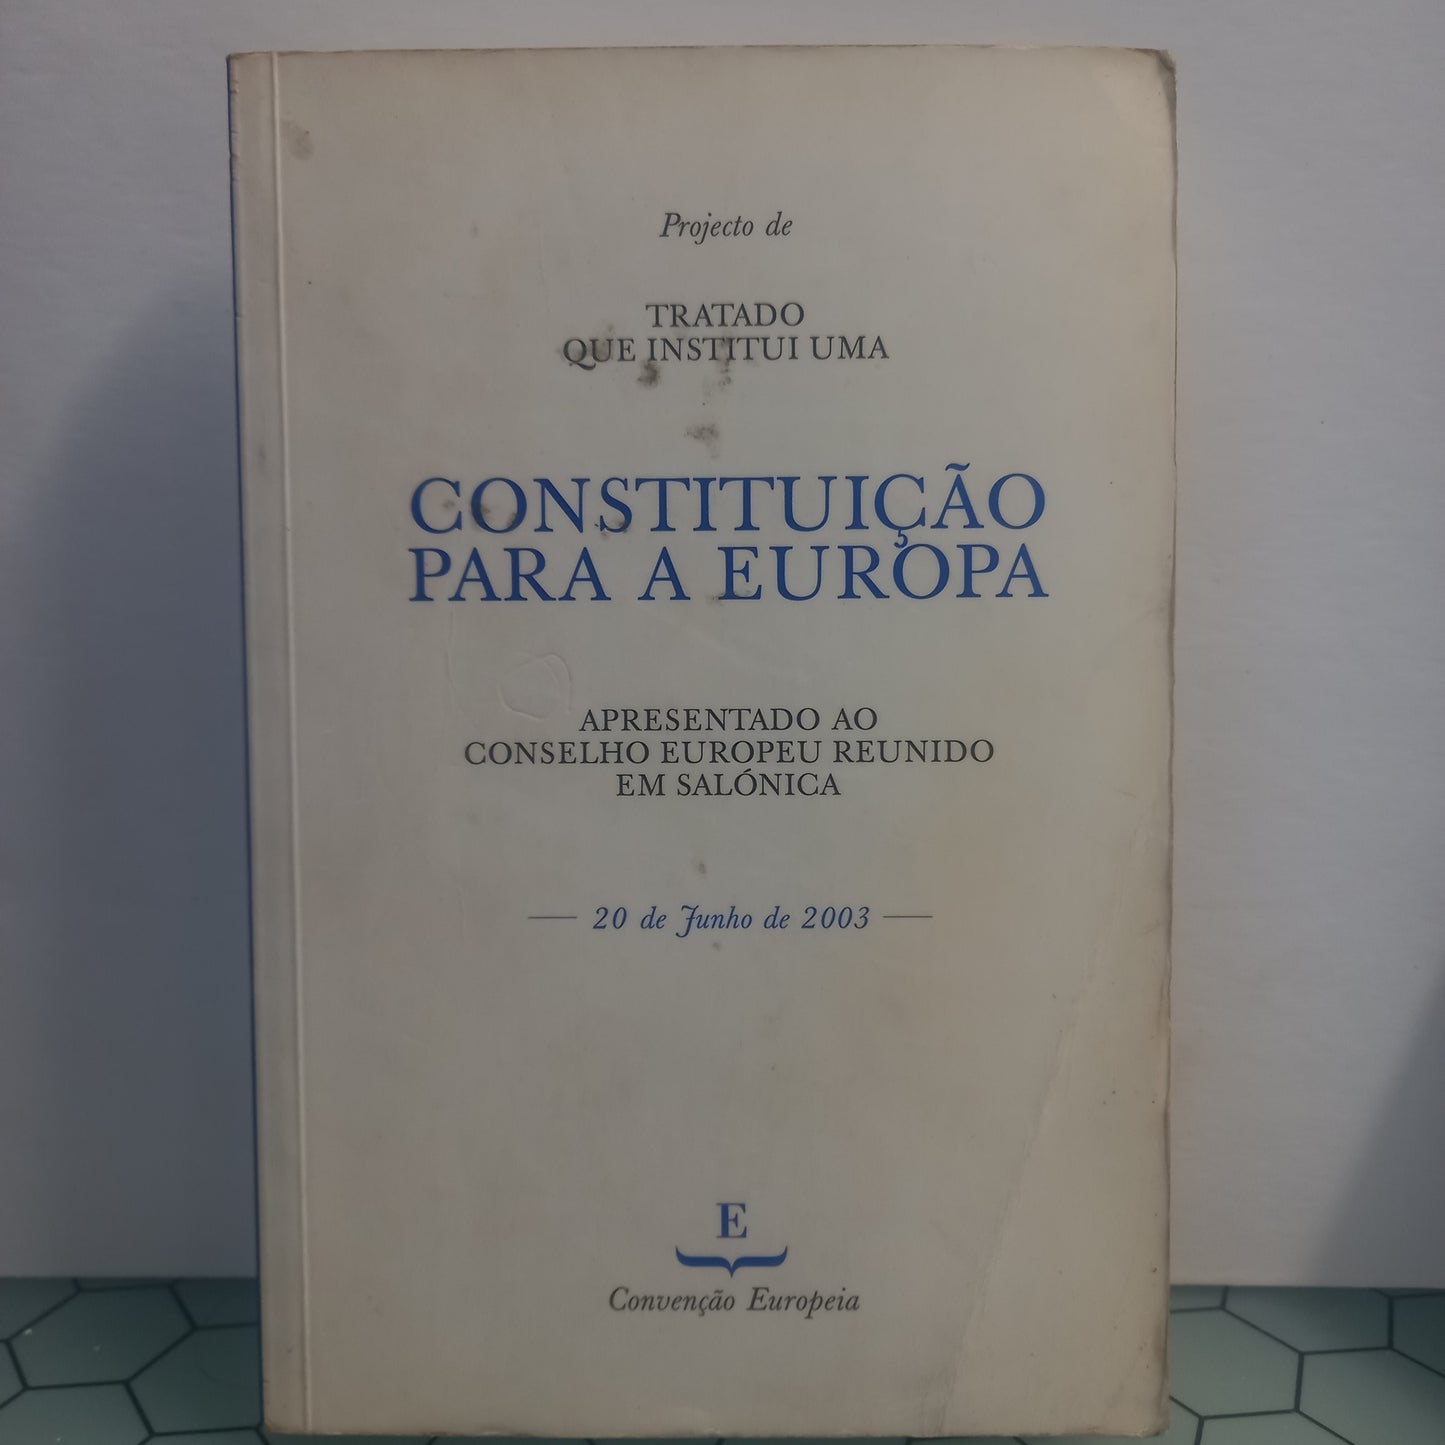 Projecto de
TRATADO
QUE INSTITUI UMA
CONSTITUIÇÃO
PARA A EUROPA
APRESENTADO AO
CONSELHO EUROPEU REUNIDO
EM SALÓNICA
— 20 de Junho de 2003 —
E
Convenção Europeia